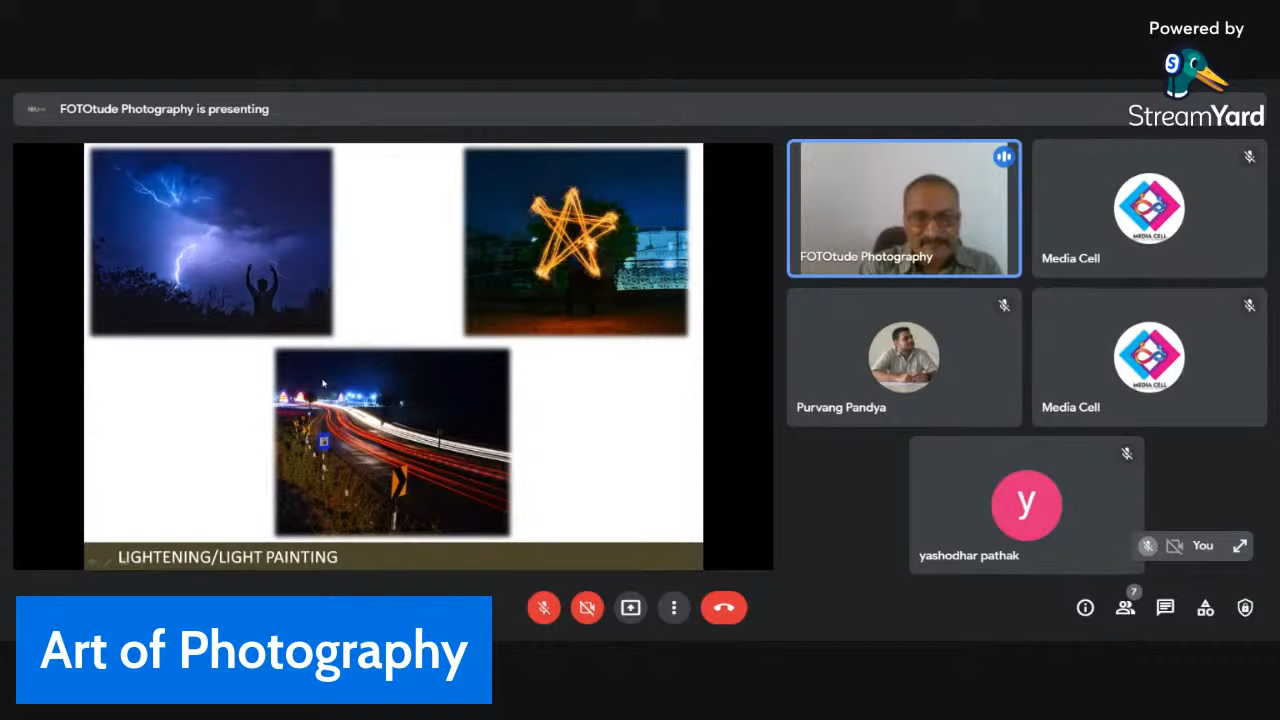 Powered by
S
StreamYard
FOTOtude Photography is presenting
FOTOtude Photography
MEDIA CELL
Media Cell
Purvang Pandya
MEDIA CELL
Media Cell
y
yashodhar pathak
You
LIGHTENING/LIGHT PAINTING
7
Art of Photography